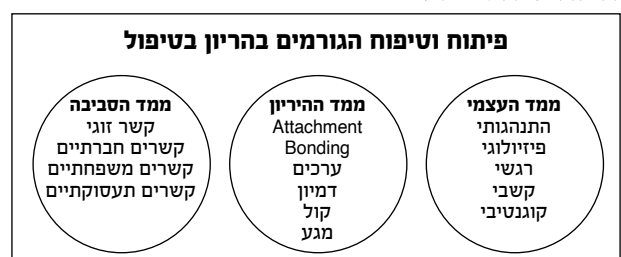 פיתוח וטיפוח הגורמים בהריון בטיפול
ממד העצמי
התנהגותי
פיזיולוגי
רגשי
קשבי
קוגנטיבי
ממד ההיריון
Attachment
Bonding
ערכים
דמיון
קול
מגע
ממד הסביבה
קשר זוגי
קשרים חברתיים
קשרים משפחתיים
קשרים תעסוקתיים